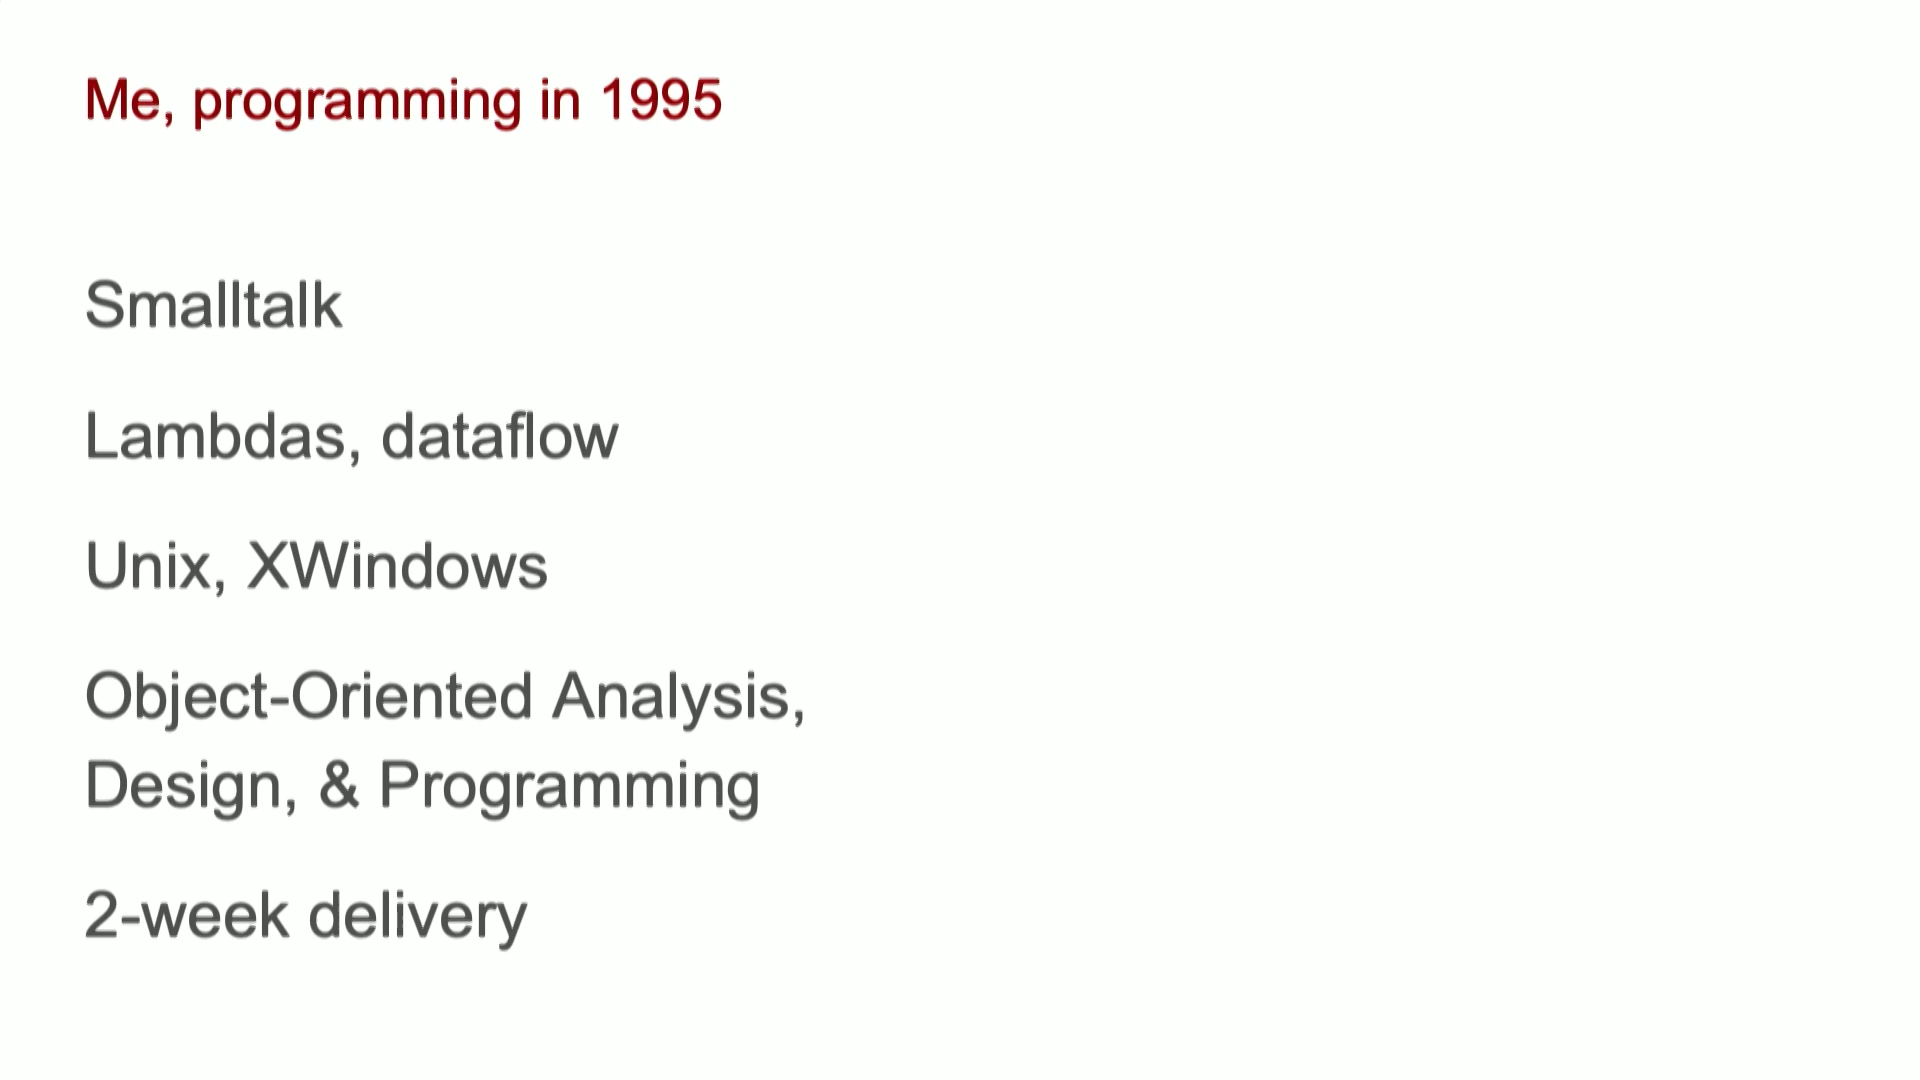 Me, programming in 1995
Smalltalk
Lambdas, dataflow
Unix, XWindows
Object-Oriented Analysis,
Design, & Programming
2-week delivery